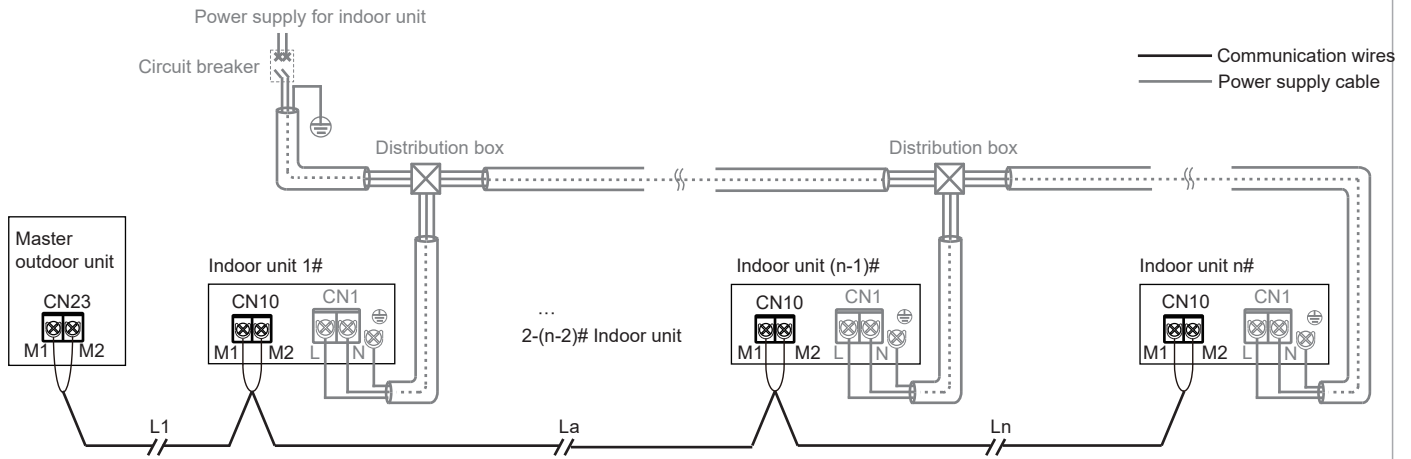 Power supply for indoor unit
Circuit breaker
Communication wires
Power supply cable
Distribution box
Distribution box
Master
outdoor unit
CN23
M1 M2
Indoor unit 1#
CN10 CN1
M1 M2 L N
...
2-(n-2)# Indoor unit
Indoor unit (n-1)#
CN10 CN1
M1 M2 L N
Indoor unit n#
CN10 CN1
M1 M2 L N
L1
La
Ln